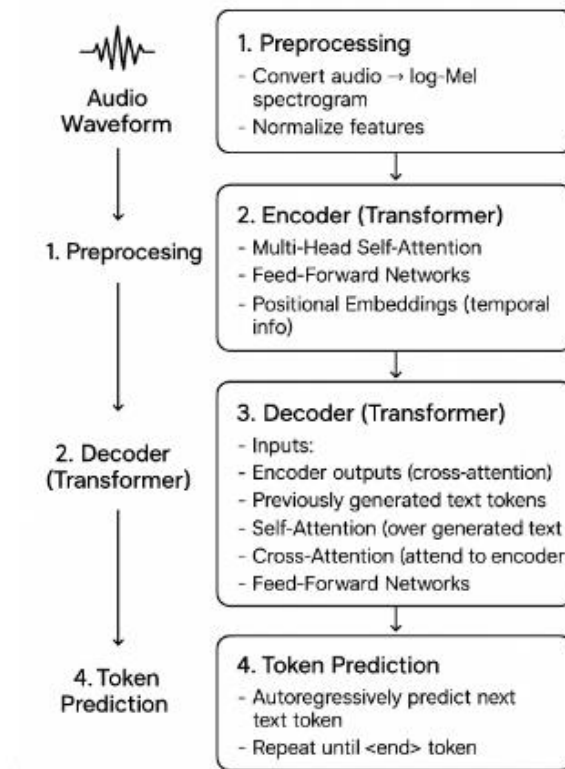 Audio
Waveform
1. Preprocesing
2. Decoder
(Transformer)
4. Token
Prediction
1. Preprocessing
- Convert audio → log-Mel
spectrogram
- Normalize features
2. Encoder (Transformer)
- Multi-Head Self-Attention
- Feed-Forward Networks
- Positional Embeddings (temporal
info)
3. Decoder (Transformer)
- Inputs:
- Encoder outputs (cross-attention)
- Previously generated text tokens
- Self-Attention (over generated text
- Cross-Attention (attend to encoder
- Feed-Forward Networks
4. Token Prediction
- Autoregressively predict next
text token
- Repeat until <end> token